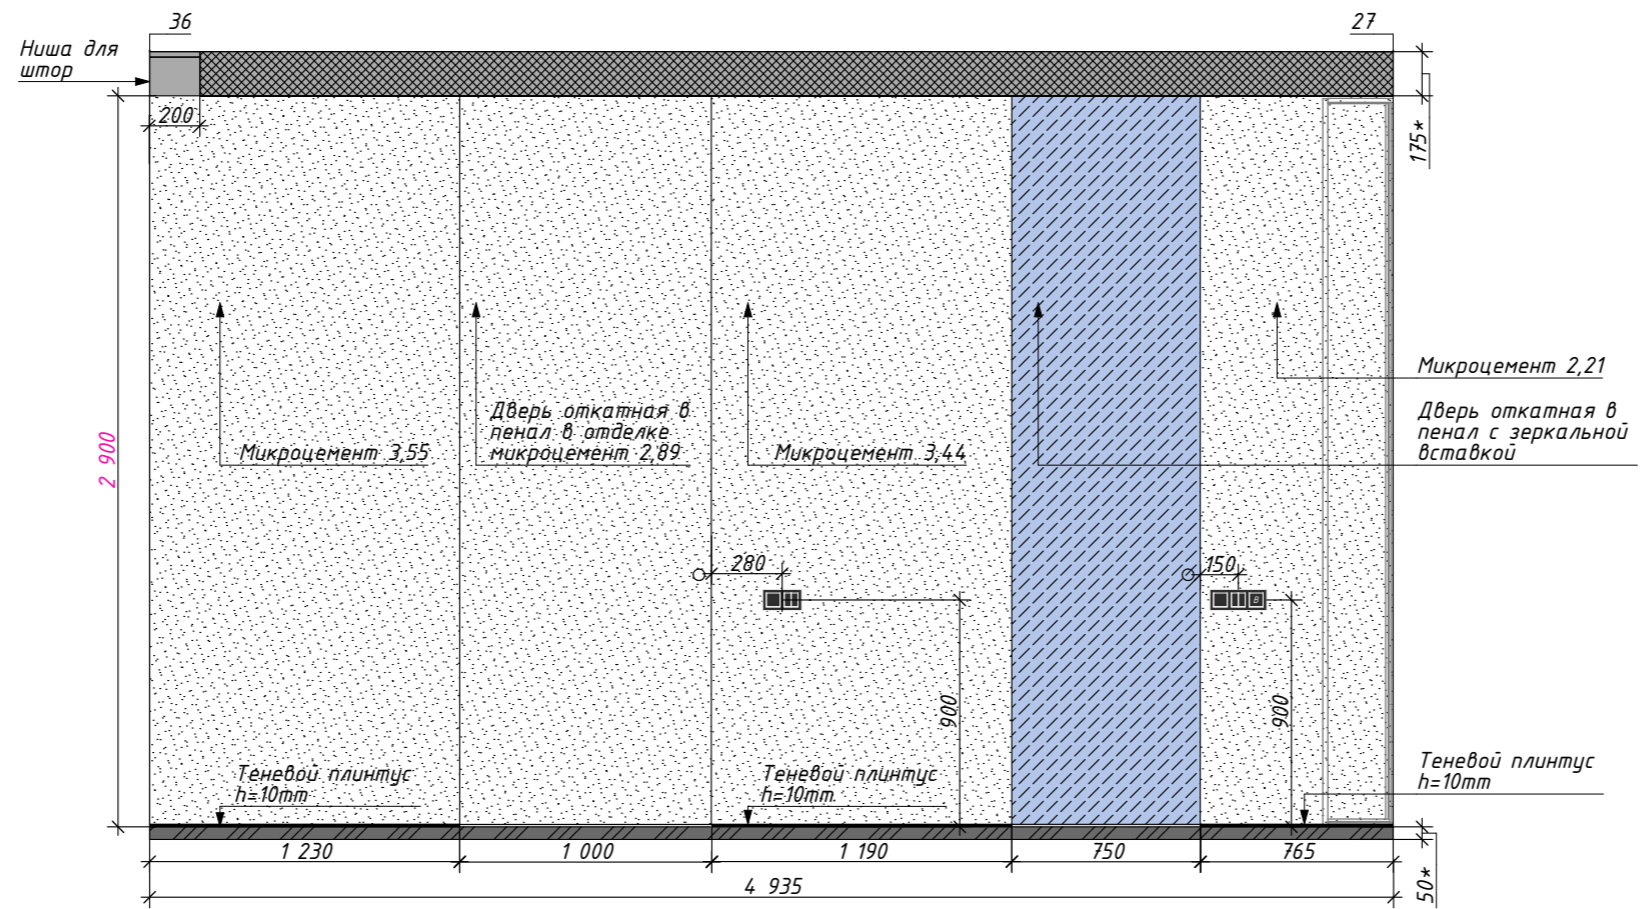 36
27
Ниша для
штор
200
175*
Микроцемент 2,21
Дверь откатная в
пенал с зеркальной
вставкой
Дверь откатная в
пенал в отделке
микроцемент 2,89
Микроцемент 3,55
Микроцемент 3,44
2 900
280
150
В
900
900
Теневой плинтус
h=10mm
Теневой плинтус
h=10mm
Теневой плинтус
h=10mm
1 230
1 000
1 190
750
765
4 935
50*